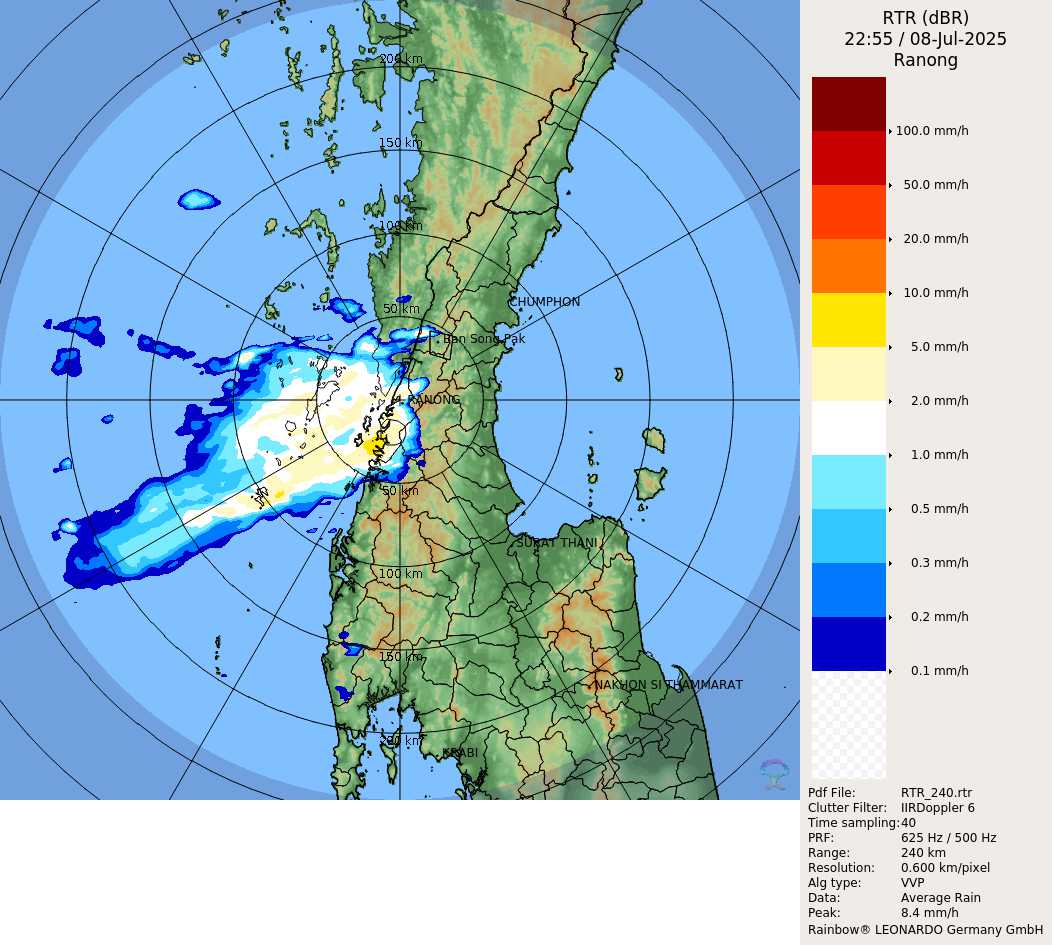 RTR (dBR)
22:55 / 08-Jul-2025
Ranong
200 km
150 km
100 km
50 km
CHUMPHON
Ban Song Pak
RANONG
50 km
SURAT THANI
100 km
150 km
NAKHON SI THAMMARAT
200 km
KRABI
100.0 mm/h
50.0 mm/h
20.0 mm/h
10.0 mm/h
5.0 mm/h
2.0 mm/h
1.0 mm/h
0.5 mm/h
0.3 mm/h
0.2 mm/h
0.1 mm/h
Pdf File: RTR_240.rtr
Clutter Filter: IIRDoppler 6
Time sampling: 40
PRF: 625 Hz / 500 Hz
Range: 240 km
Resolution: 0.600 km/pixel
Alg type: VVP
Data: Average Rain
Peak: 8.4 mm/h
Rainbow® LEONARDO Germany GmbH